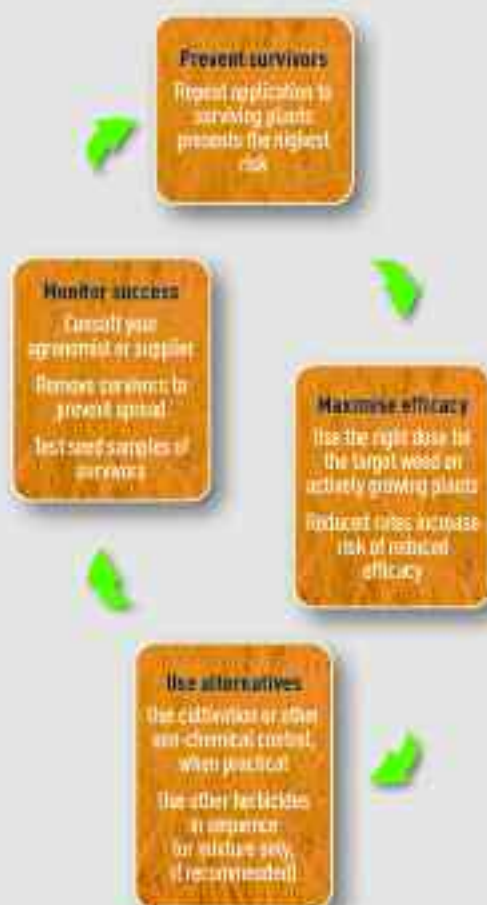 Prevent survivors
Repeat application to
surviving plants
presents the highest
risk
Maximise efficacy
Use the right dose for
the target weed on
actively growing plants
Reduced rates increase
risk of reduced
efficacy
Use alternatives
Use cultivation or other
non-chemical control,
when practical
Use other herbicides
in sequence
(or mixture only,
if recommended)
Monitor success
Consult your
agronomist or supplier
Remove survivors to
prevent spread
Test seed samples of
survivors